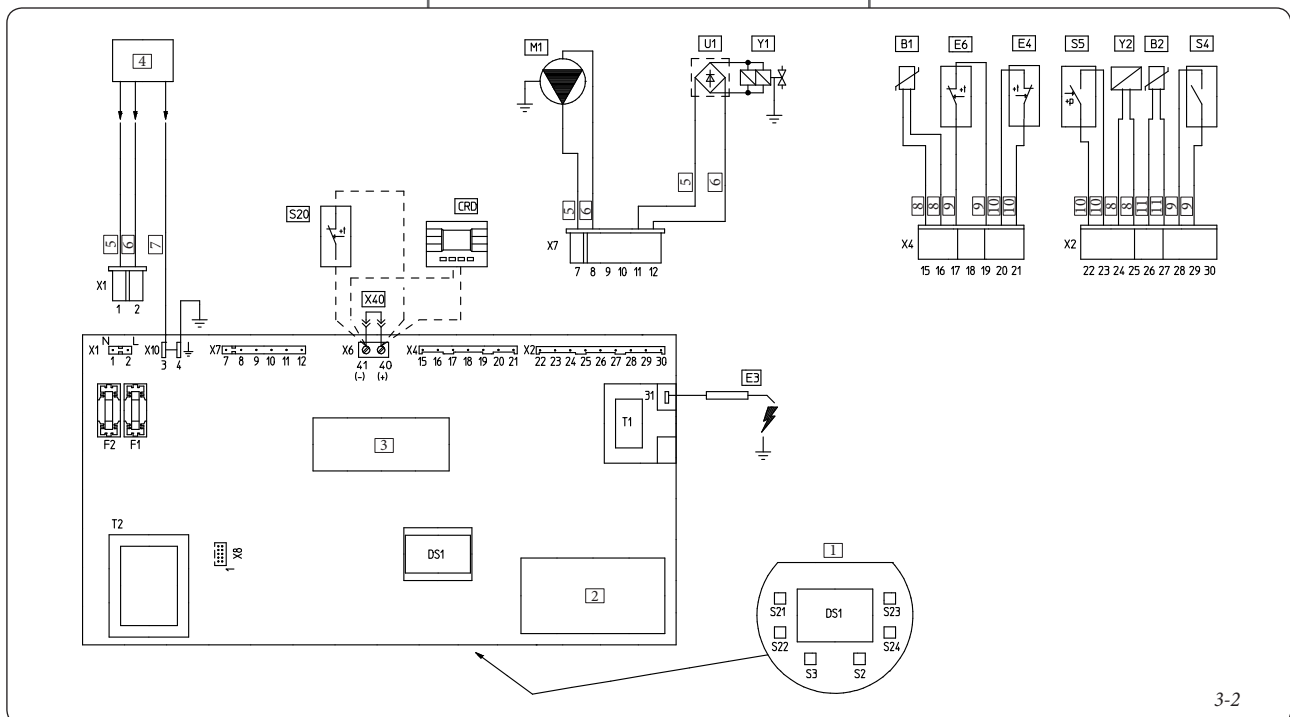 4
M1
U1
Y1
B1
E6
E4
S5
Y2
B2
S4
+t
+t
+p
5
6
7
S20
+t
CRD
5
6
5
6
8
8
9
9
10
10
10
10
8
8
11
11
9
9
X1
1 2
X7
7 8 9 10 11 12
X4
15 16 17 18 19 20 21
X2
22 23 24 25 26 27 28 29 30
X40
X1 N L
1 2
X10
3 4
X7
7 8 9 10 11 12
X6
41 40
(-) (+)
X4
15 16 17 18 19 20 21
X2
22 23 24 25 26 27 28 29 30
E3
31
T1
F2 F1
3
T2
1 X8
DS1
2
1
S21 DS1 S23
S22 S24
S3 S2
3-2